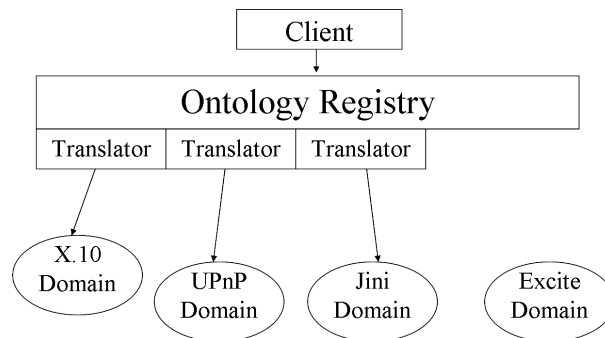 Client
Ontology Registry
Translator Translator Translator
X.10
Domain
UPnP
Domain
Jini
Domain
Excite
Domain